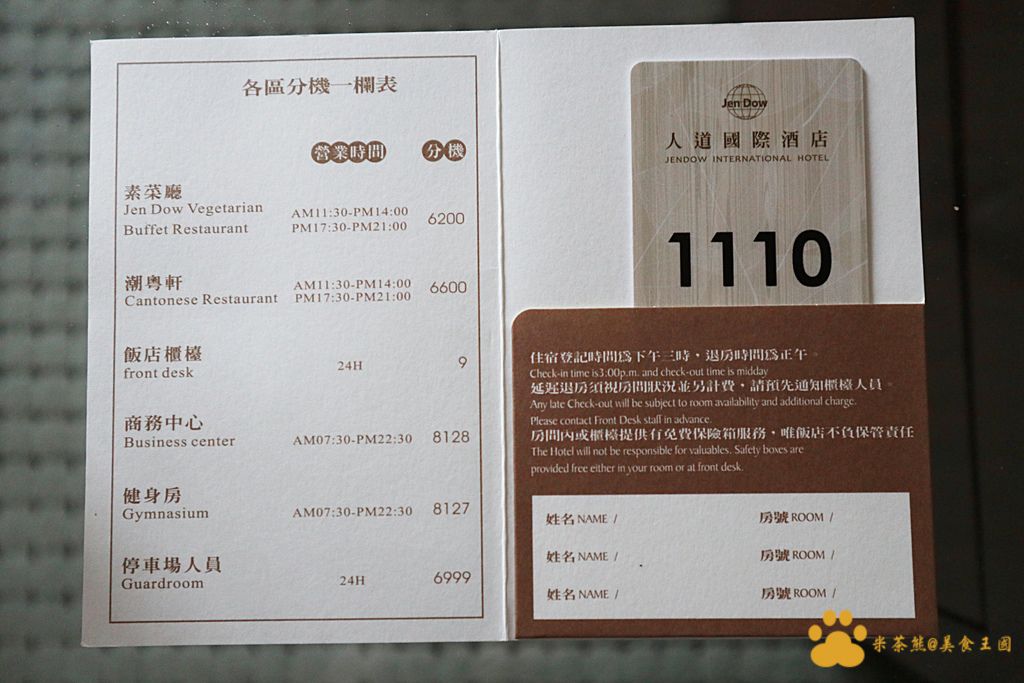 各區分機一欄表
營業時間 分機
素菜廳
Jen Dow Vegetarian
Buffet Restaurant
AM11:30-PM14:00
PM17:30-PM21:00
6200
潮粵軒
Cantonese Restaurant
AM11:30-PM14:00
PM17:30-PM21:00
6600
飯店櫃檯
front desk
24H
9
商務中心
Business center
AM07:30-PM22:30
8128
健身房
Gymnasium
AM07:30-PM22:30
8127
停車場人員
Guardroom
24H
6999
Jen Dow
人道國際酒店
JENDOW INTERNATIONAL HOTEL
1110
住宿登記時間為下午三時，退房時間為正午。
Check-in time is3:00p.m. and check-out time is midday
延遲退房須視房間狀況並另計費，請預先通知櫃檯人員。
Any late Check-out will be subject to room availability and additional charge.
Please contact Front Desk staff in advance.
房間內或櫃檯提供有免費保險箱服務，唯飯店不負保管責任
The Hotel will not be responsible for valuables. Safety boxes are
provided free either in your room or at front desk.
姓名 NAME / 房號 ROOM /
姓名 NAME / 房號 ROOM /
姓名 NAME / 房號 ROOM /
米茶熊@美食王國